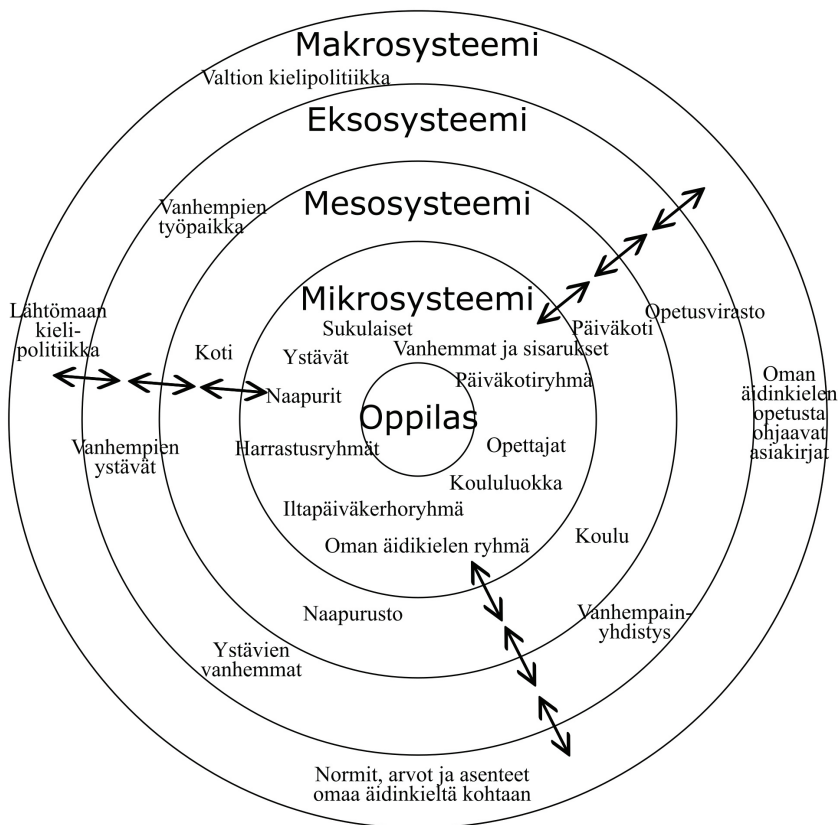 Makrosysteemi
Valtion kielipolitiikka
Eksosysteemi
Mesosysteemi
Vanhempien
työpaikka
Mikrosysteemi
Lähtömaan
kieli-
politiikka
Sukulaiset
Opetusvirasto
Päiväkoti
Koti
Ystävät
Vanhemmat ja sisarukset
Päiväkotiryhmä
Naapurit
Oman
äidinkielen
opetusta
ohjaavat
asiakirjat
Oppilas
Vanhempien
ystävät
Harrastusryhmät
Opettajat
Koululuokka
Iltapäiväkerhoryhmä
Oman äidikielen ryhmä
Koulu
Naapurusto
Vanhempain-
yhdistys
Ystävien
vanhemmat
Normit, arvot ja asenteet
omaa äidinkieltä kohtaan